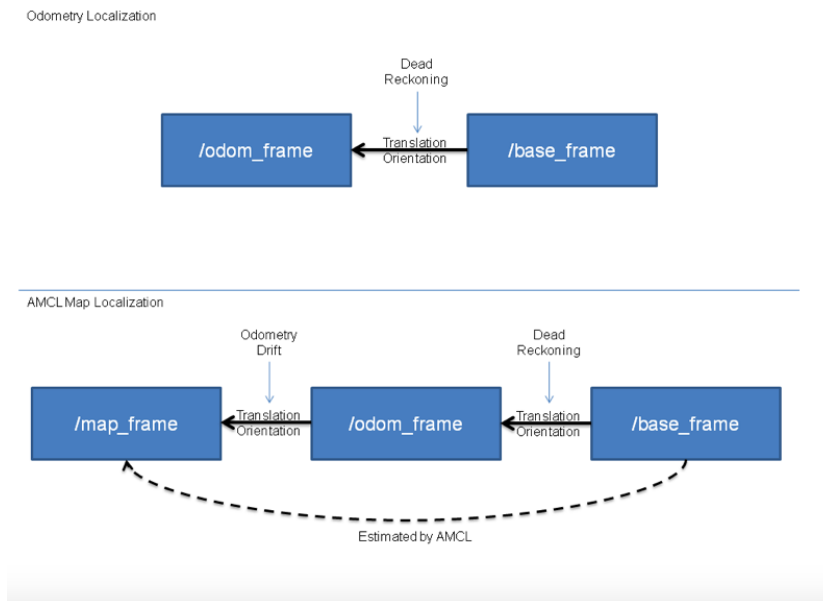 Odometry Localization
Dead
Reckoning
/odom_frame
Translation
Orientation
/base_frame
AMCL Map Localization
Odometry
Drift
Dead
Reckoning
/map_frame
Translation
Orientation
/odom_frame
Translation
Orientation
/base_frame
Estimated by AMCL